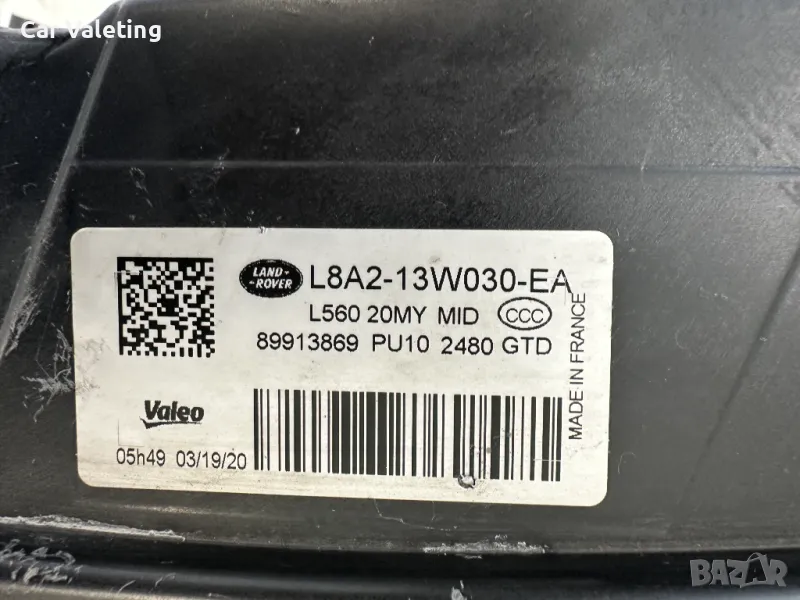 Car Valeting
LAND-
-ROVER
L8A2-13W030-EA
L560 20MY MID CCC
89913869 PU10 2480 GTD
MADE IN FRANCE
Valeo
05h49 03/19/20
BAZAR